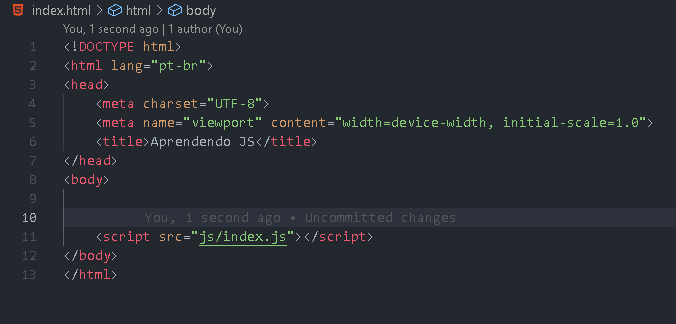 index.html > html > body
You, 1 second ago | 1 author (You)
1 <!DOCTYPE html>
2 <html lang="pt-br">
3 <head>
4     <meta charset="UTF-8">
5     <meta name="viewport" content="width=device-width, initial-scale=1.0">
6     <title>Aprendendo JS</title>
7 </head>
8 <body>
9
10 You, 1 second ago • Uncommitted changes
11     <script src="js/index.js"></script>
12 </body>
13 </html>